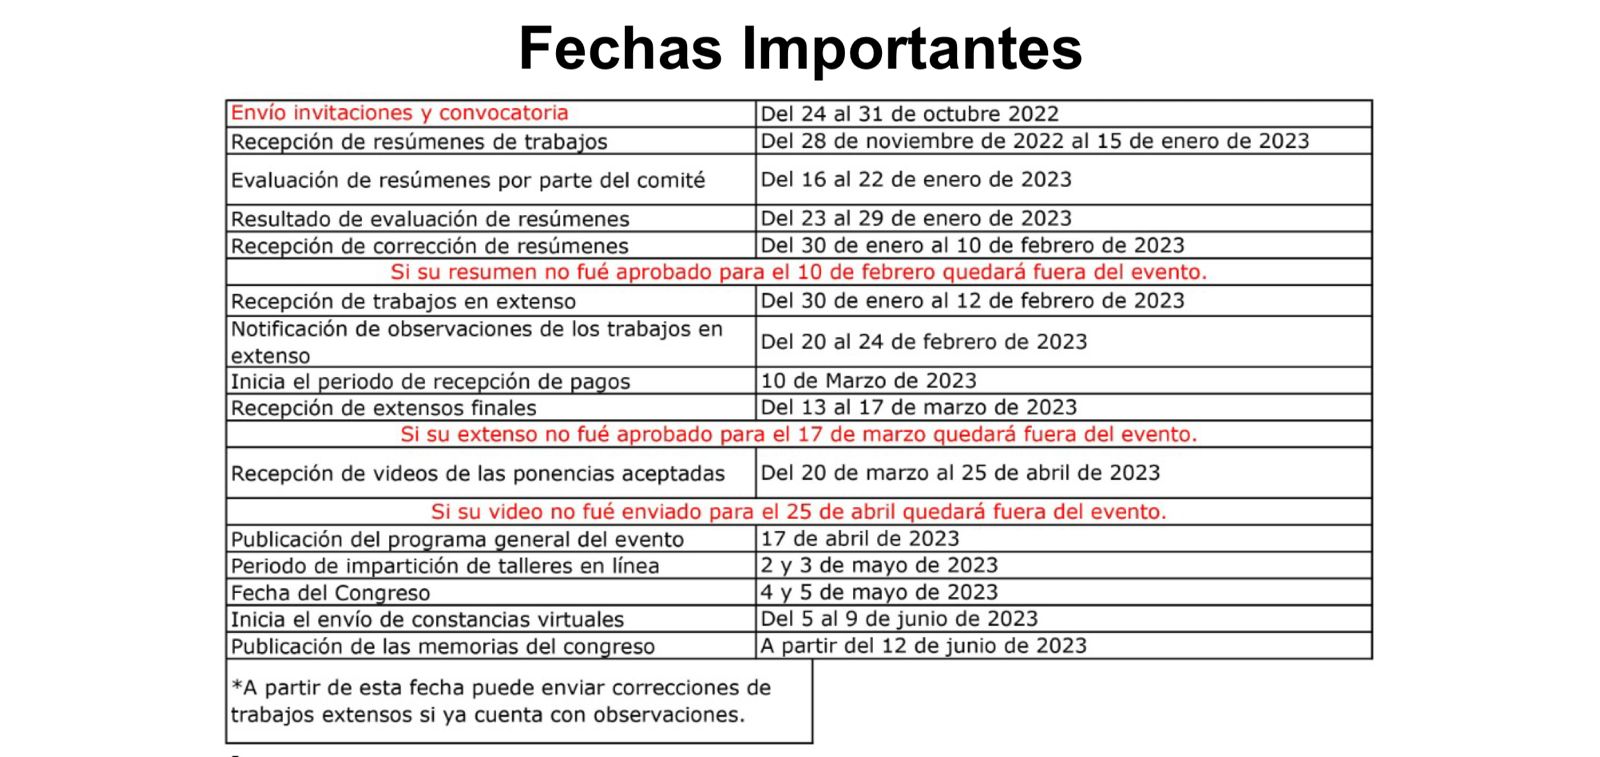 Fechas Importantes
Envío invitaciones y convocatoria Del 24 al 31 de octubre 2022
Recepción de resúmenes de trabajos Del 28 de noviembre de 2022 al 15 de enero de 2023
Evaluación de resúmenes por parte del comité Del 16 al 22 de enero de 2023
Resultado de evaluación de resúmenes Del 23 al 29 de enero de 2023
Recepción de corrección de resúmenes Del 30 de enero al 10 de febrero de 2023
Si su resumen no fué aprobado para el 10 de febrero quedará fuera del evento.
Recepción de trabajos en extenso Del 30 de enero al 12 de febrero de 2023
Notificación de observaciones de los trabajos en
extenso Del 20 al 24 de febrero de 2023
Inicia el periodo de recepción de pagos 10 de Marzo de 2023
Recepción de extensos finales Del 13 al 17 de marzo de 2023
Si su extenso no fué aprobado para el 17 de marzo quedará fuera del evento.
Recepción de videos de las ponencias aceptadas Del 20 de marzo al 25 de abril de 2023
Si su video no fué enviado para el 25 de abril quedará fuera del evento.
Publicación del programa general del evento 17 de abril de 2023
Periodo de impartición de talleres en línea 2 y 3 de mayo de 2023
Fecha del Congreso 4 y 5 de mayo de 2023
Inicia el envío de constancias virtuales Del 5 al 9 de junio de 2023
Publicación de las memorias del congreso A partir del 12 de junio de 2023
*A partir de esta fecha puede enviar correcciones de
trabajos extensos si ya cuenta con observaciones.